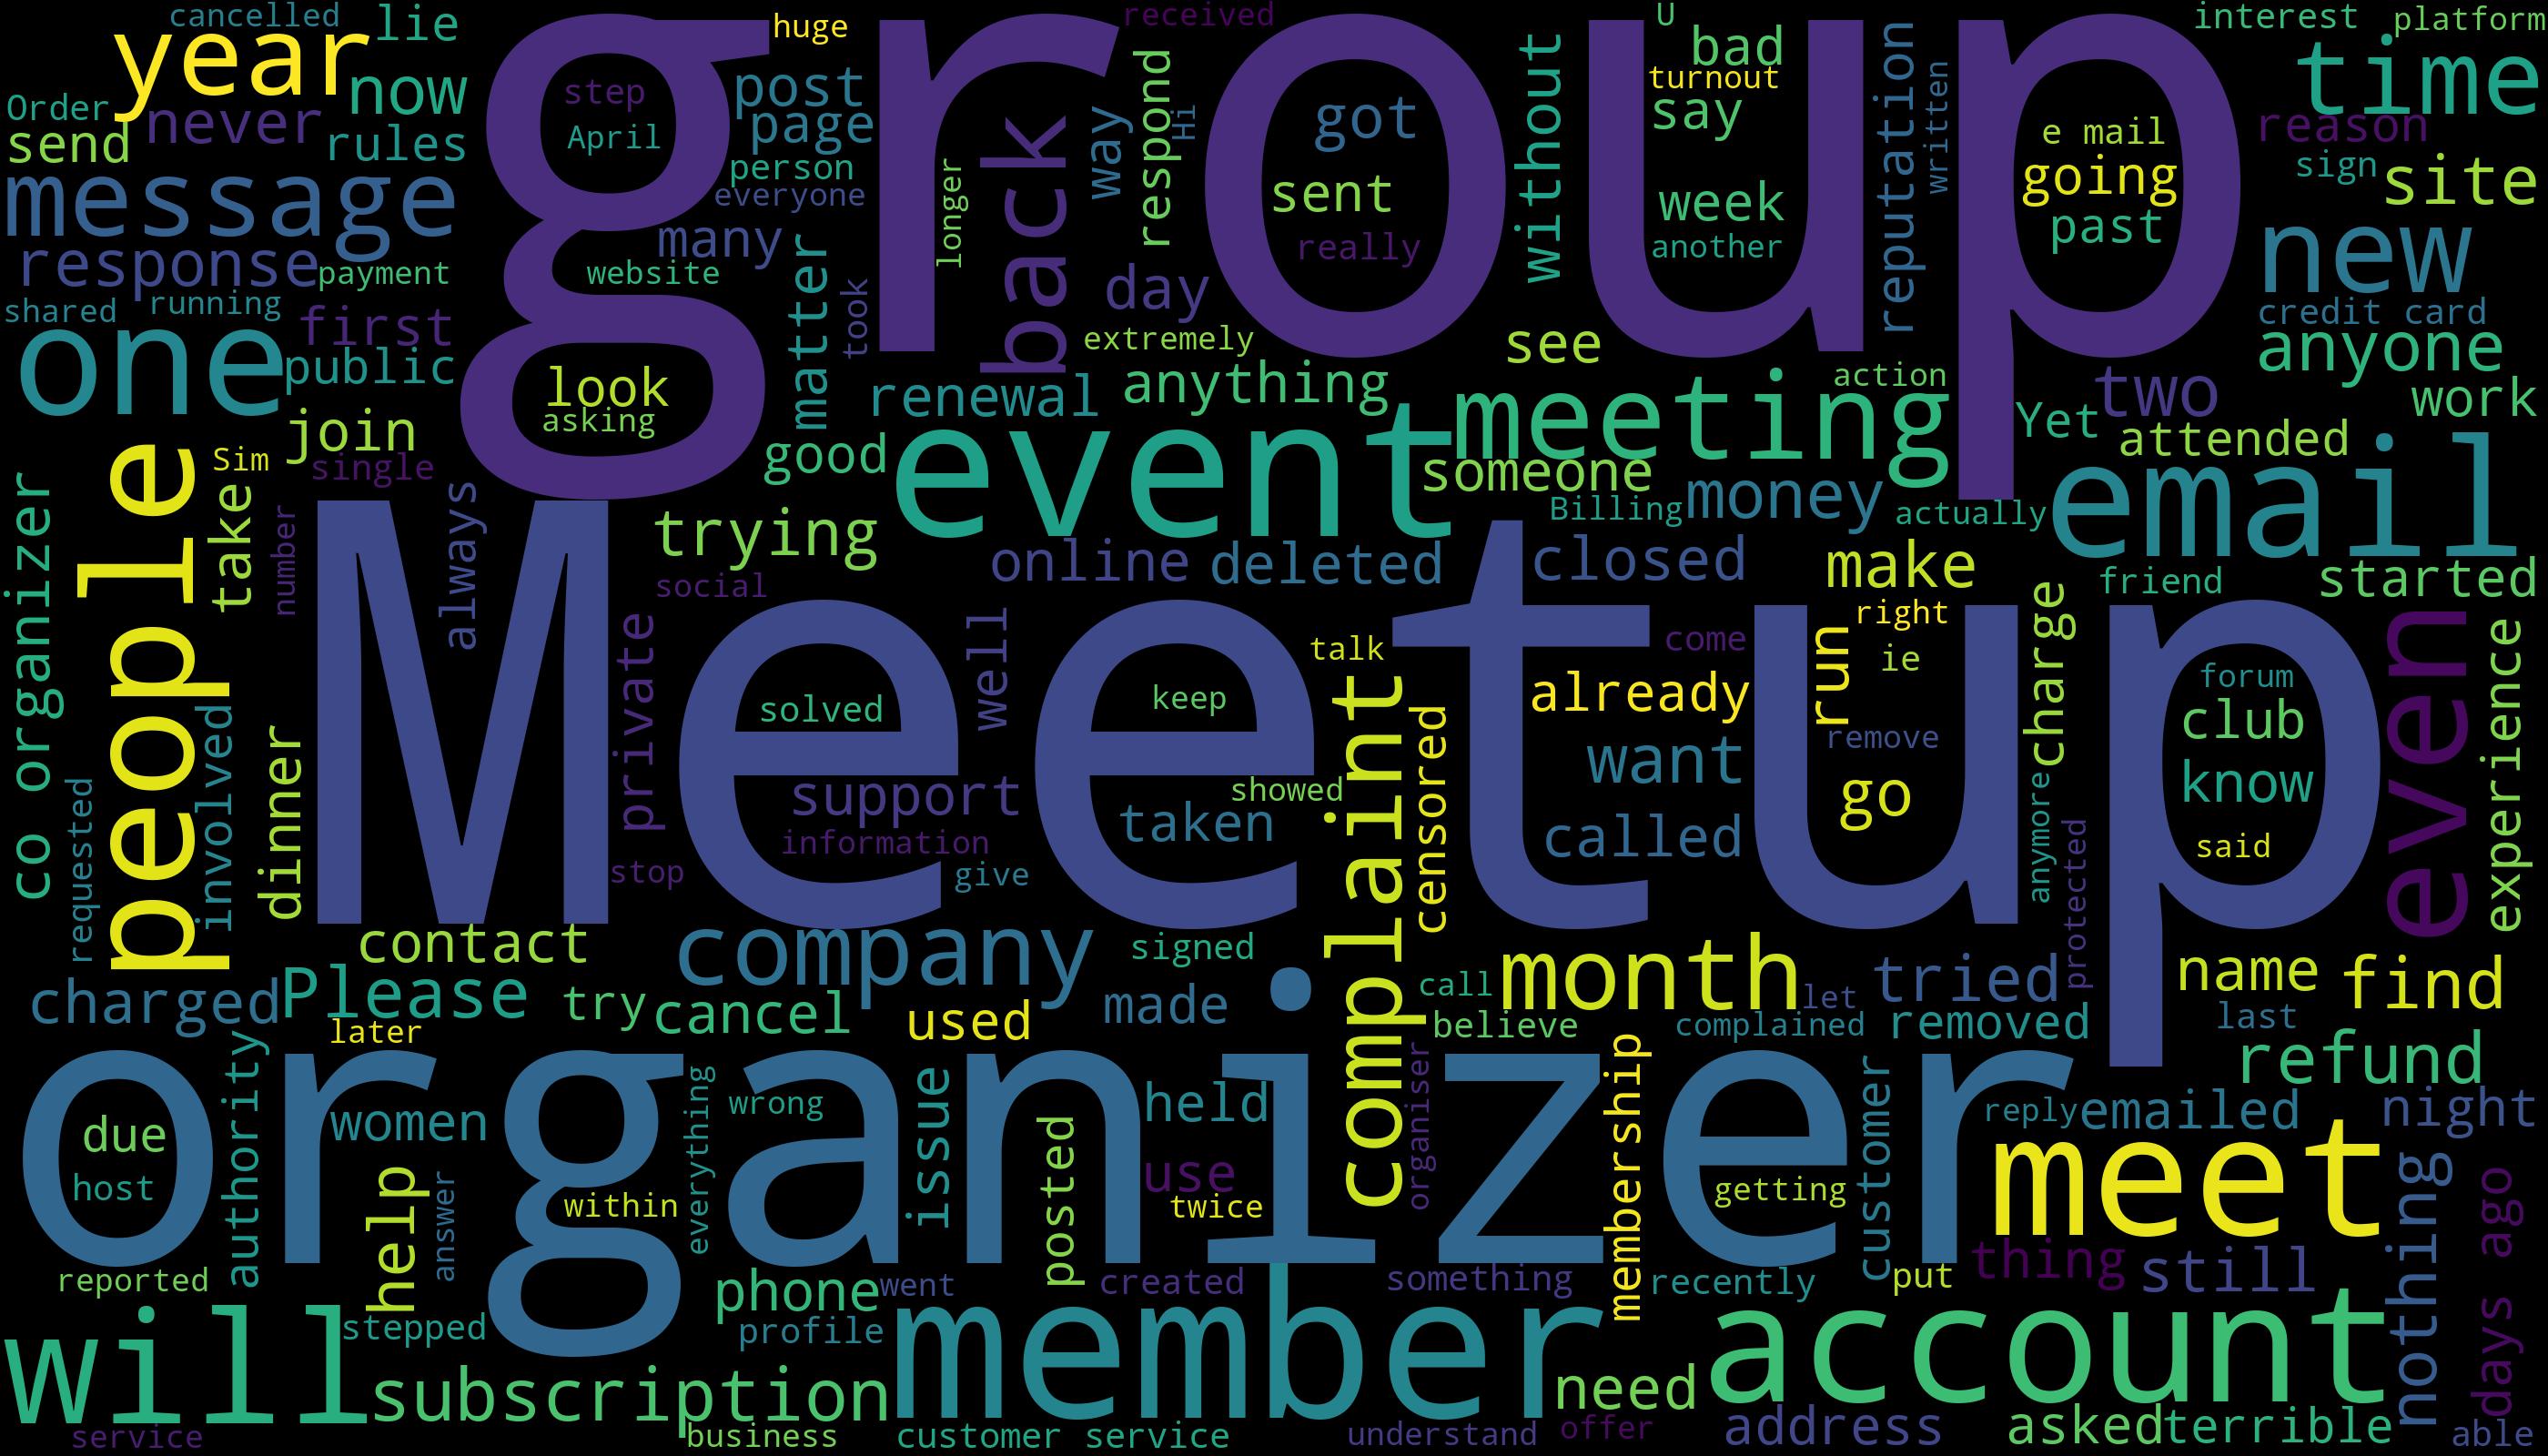 cancelled
lie
year
now
Order
never
send
rules
message
response
payment
shared
running
one
first
public
group
step
April
look
asking
website
huge
post
page
person
everyone
many
matter
took
longer
back
received
way
respond
Hi
day
extremely
got
sent
really
without
U
bad
turnout
say
week
another
reputation
written
e mail
going
past
interest
platform
time
reason
sign
site
new
credit card
anyone
work
see
action
two
Yet
attended
renewal
anything
event
meeting
someone
good
join
Sim
single
people
take
number
always
co organizer
requested
involved
dinner
Meetup
trying
social
private
online
deleted
well
Billing
money
actually
closed
email
make
right
friend
started
charge
come
talk
already
run
ie
remove
want
go
called
solved
keep
support
information
showed
taken
give
stop
complaint
censored
anymore
protected
forum
club
know
said
even
experience
contact
company
signed
month
let
call
tried
name
find
charged
Please
try
cancel
used
made
believe
complained
removed
last
later
refund
organizer
due
host
authority
women
help
answer
within
everything
wrong
issue
posted
held
use
twice
organiser
membership
getting
customer
reply
emailed
night
meet
nothing
days ago
reported
thing
still
phone
went
created
something
recently
put
will
stepped
profile
member
account
subscription
need
service
business
customer service
understand
offer
address
asked
terrible
able